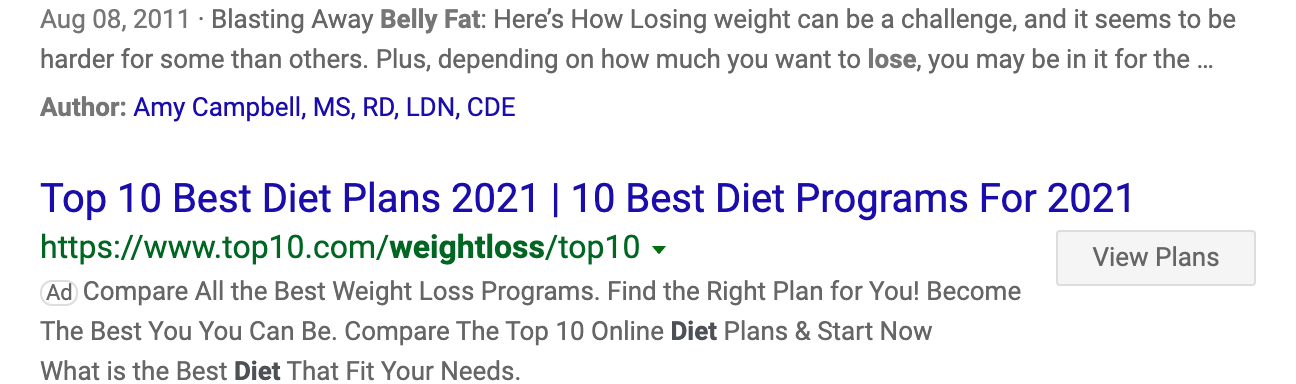 Aug 08, 2011 · Blasting Away Belly Fat: Here’s How Losing weight can be a challenge, and it seems to be
harder for some than others. Plus, depending on how much you want to lose, you may be in it for the ...
Author: Amy Campbell, MS, RD, LDN, CDE
Top 10 Best Diet Plans 2021 | 10 Best Diet Programs For 2021
https://www.top10.com/weightloss/top10
View Plans
Ad Compare All the Best Weight Loss Programs. Find the Right Plan for You! Become
The Best You You Can Be. Compare The Top 10 Online Diet Plans & Start Now
What is the Best Diet That Fit Your Needs.